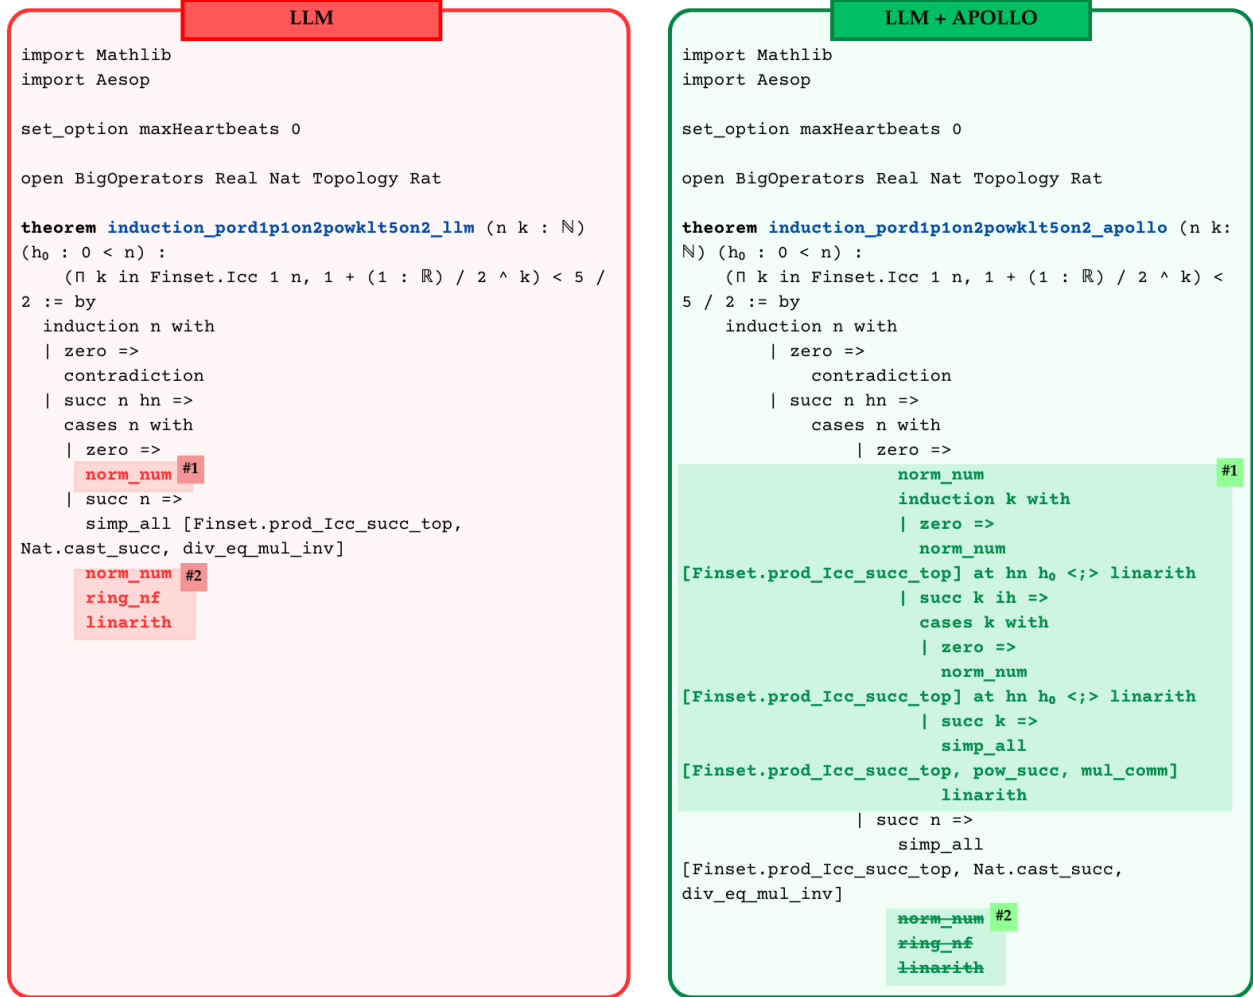 LLM
import Mathlib
import Aesop
set_option maxHeartbeats 0
open BigOperators Real Nat Topology Rat
theorem induction_pord1p1on2powklt5on2_llm (n k : ℕ)
(h₀ : 0 < n) :
(Π k in Finset.Icc 1 n, 1 + (1 : ℝ) / 2 ^ k) < 5 /
2 := by
induction n with
| zero =>
contradiction
| succ n hn =>
cases n with
| zero =>
norm_num #1
| succ n =>
simp_all [Finset.prod_Icc_succ_top,
Nat.cast_succ, div_eq_mul_inv]
norm_num #2
ring_nf
linarith
LLM + APOLLO
import Mathlib
import Aesop
set_option maxHeartbeats 0
open BigOperators Real Nat Topology Rat
theorem induction_pord1p1on2powklt5on2_apollo (n k:
ℕ) (h₀ : 0 < n) :
(Π k in Finset.Icc 1 n, 1 + (1 : ℝ) / 2 ^ k) <
5 / 2 := by
induction n with
| zero =>
contradiction
| succ n hn =>
cases n with
| zero =>
norm_num #1
induction k with
| zero =>
norm_num
[Finset.prod_Icc_succ_top] at hn h₀ <;> linarith
| succ k ih =>
cases k with
| zero =>
norm_num
[Finset.prod_Icc_succ_top] at hn h₀ <;> linarith
| succ k =>
simp_all
[Finset.prod_Icc_succ_top, pow_succ, mul_comm]
linarith
| succ n =>
simp_all
[Finset.prod_Icc_succ_top, Nat.cast_succ,
div_eq_mul_inv]
norm_num #2
ring_nf
linarith